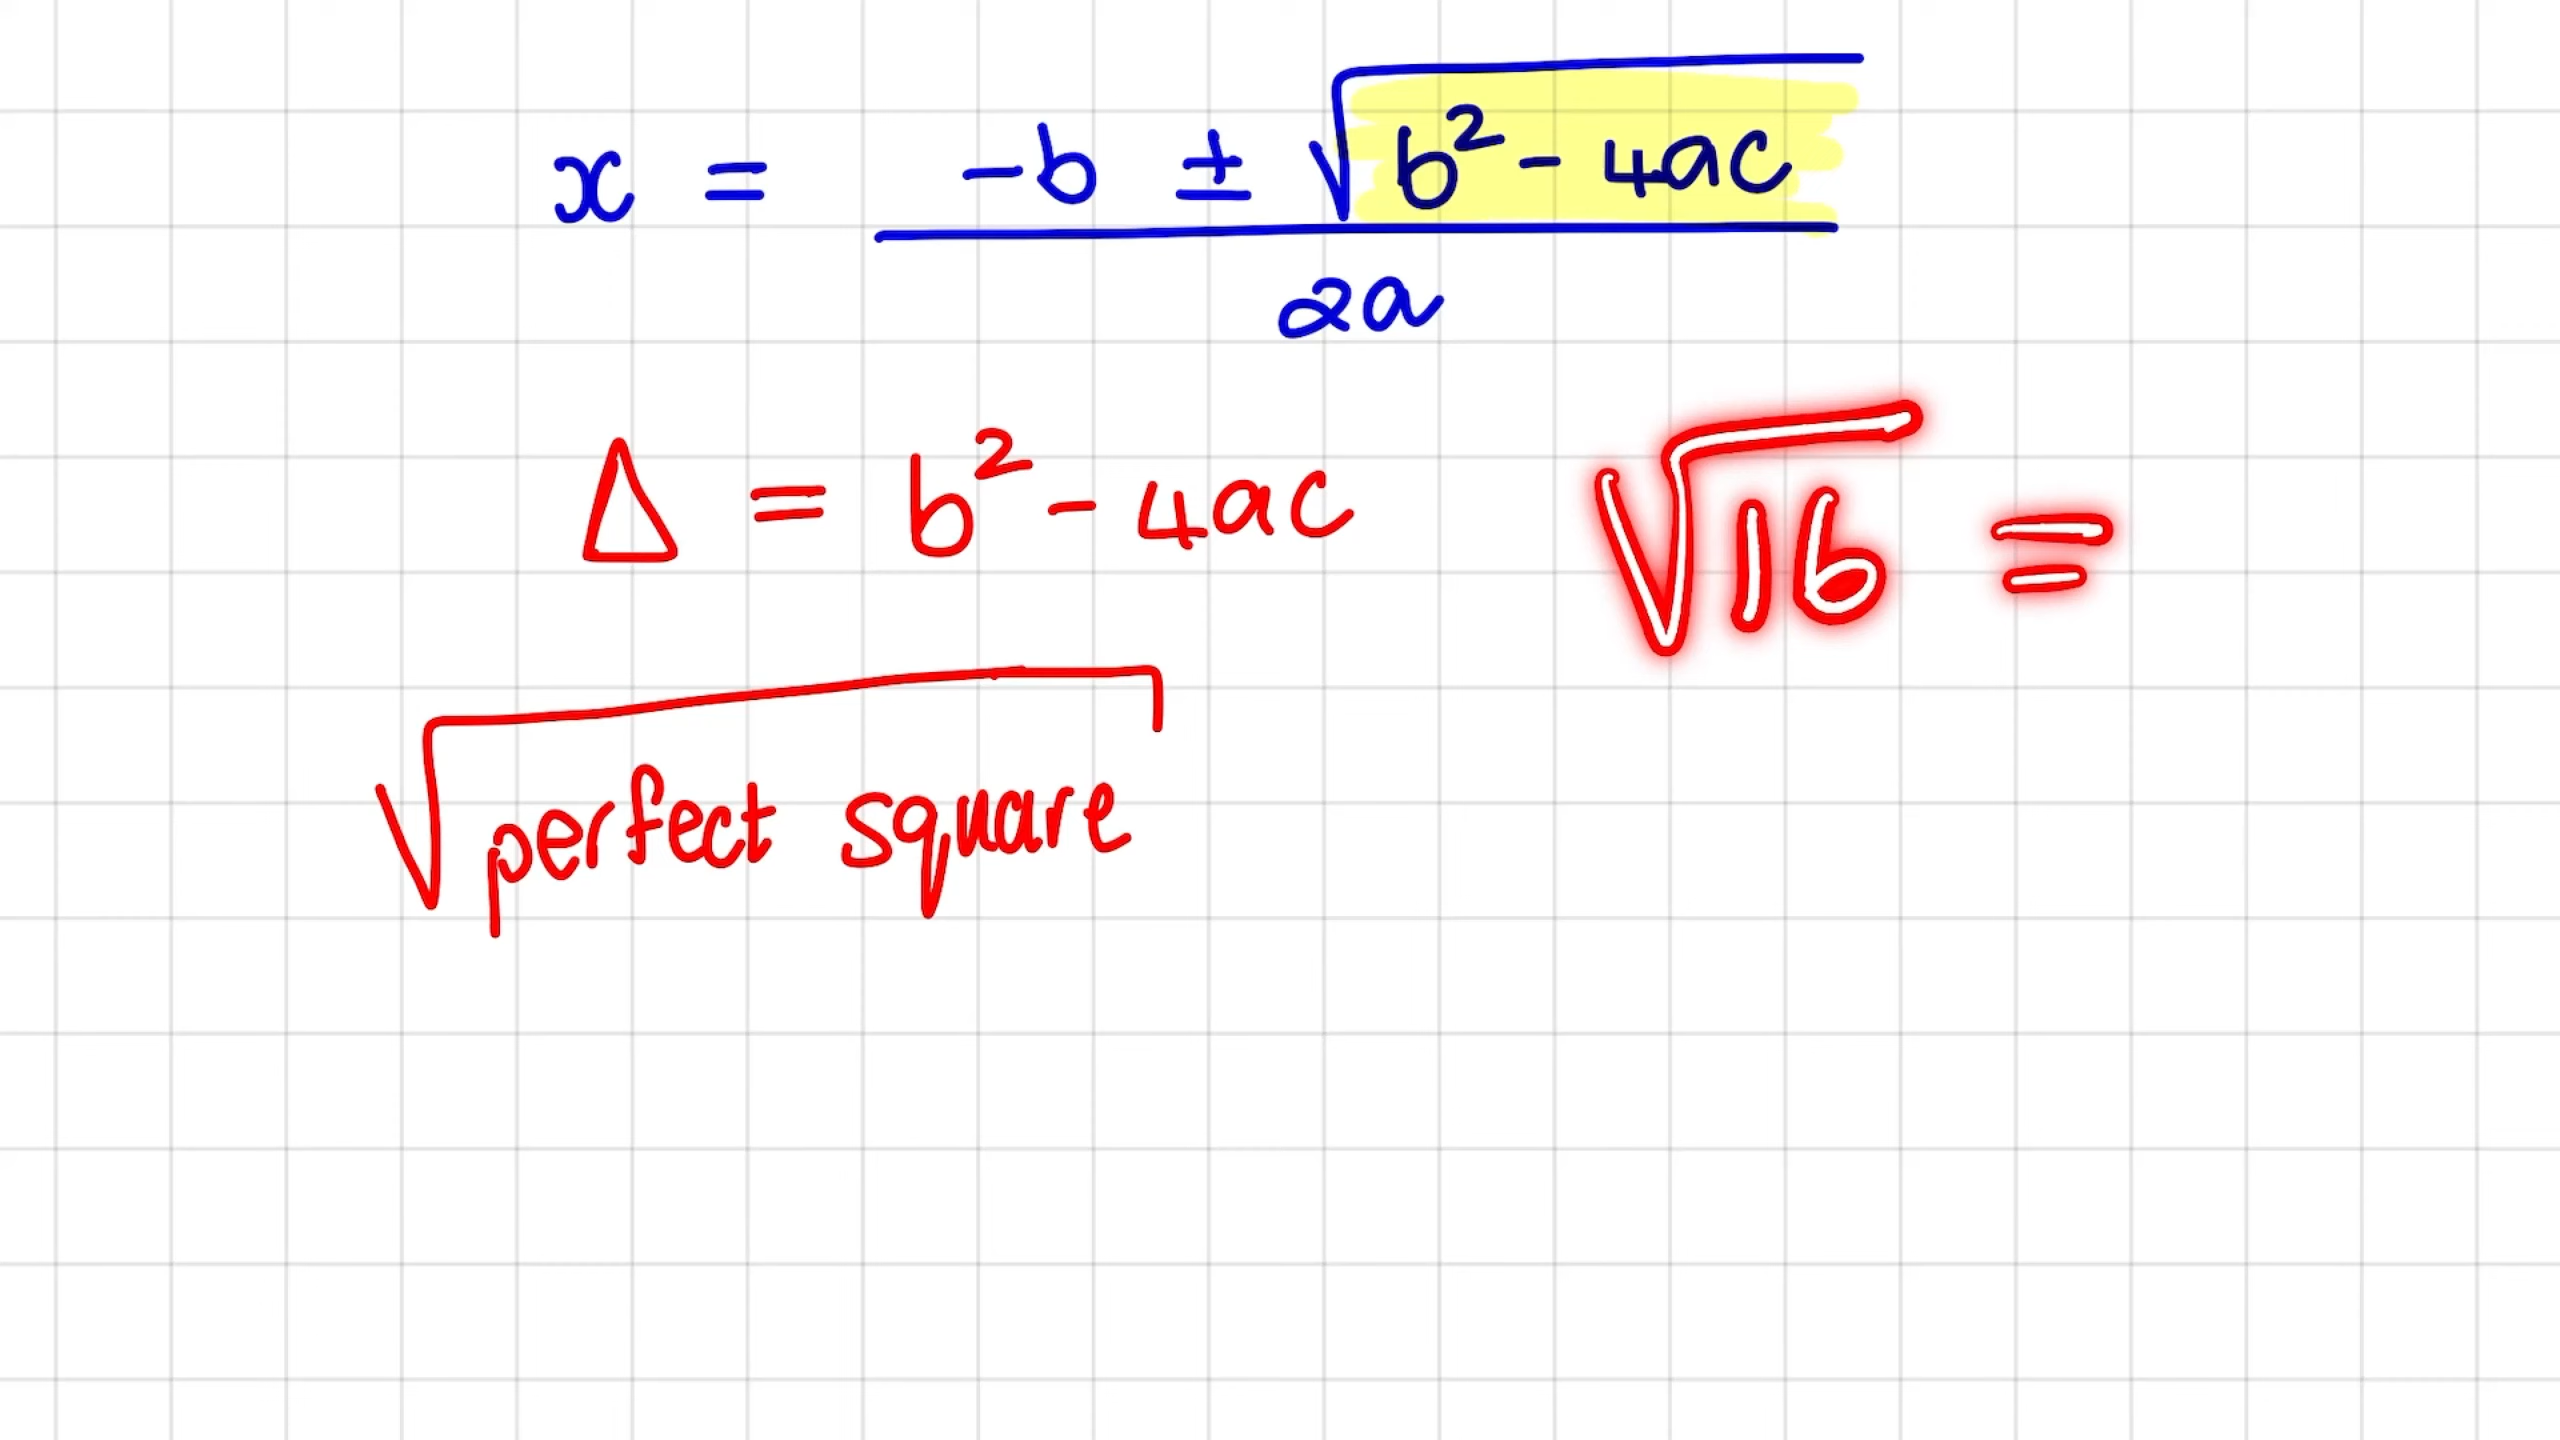 x = -b ± √b² - 4ac
2a
Δ = b² - 4ac
√16 =
√perfect square